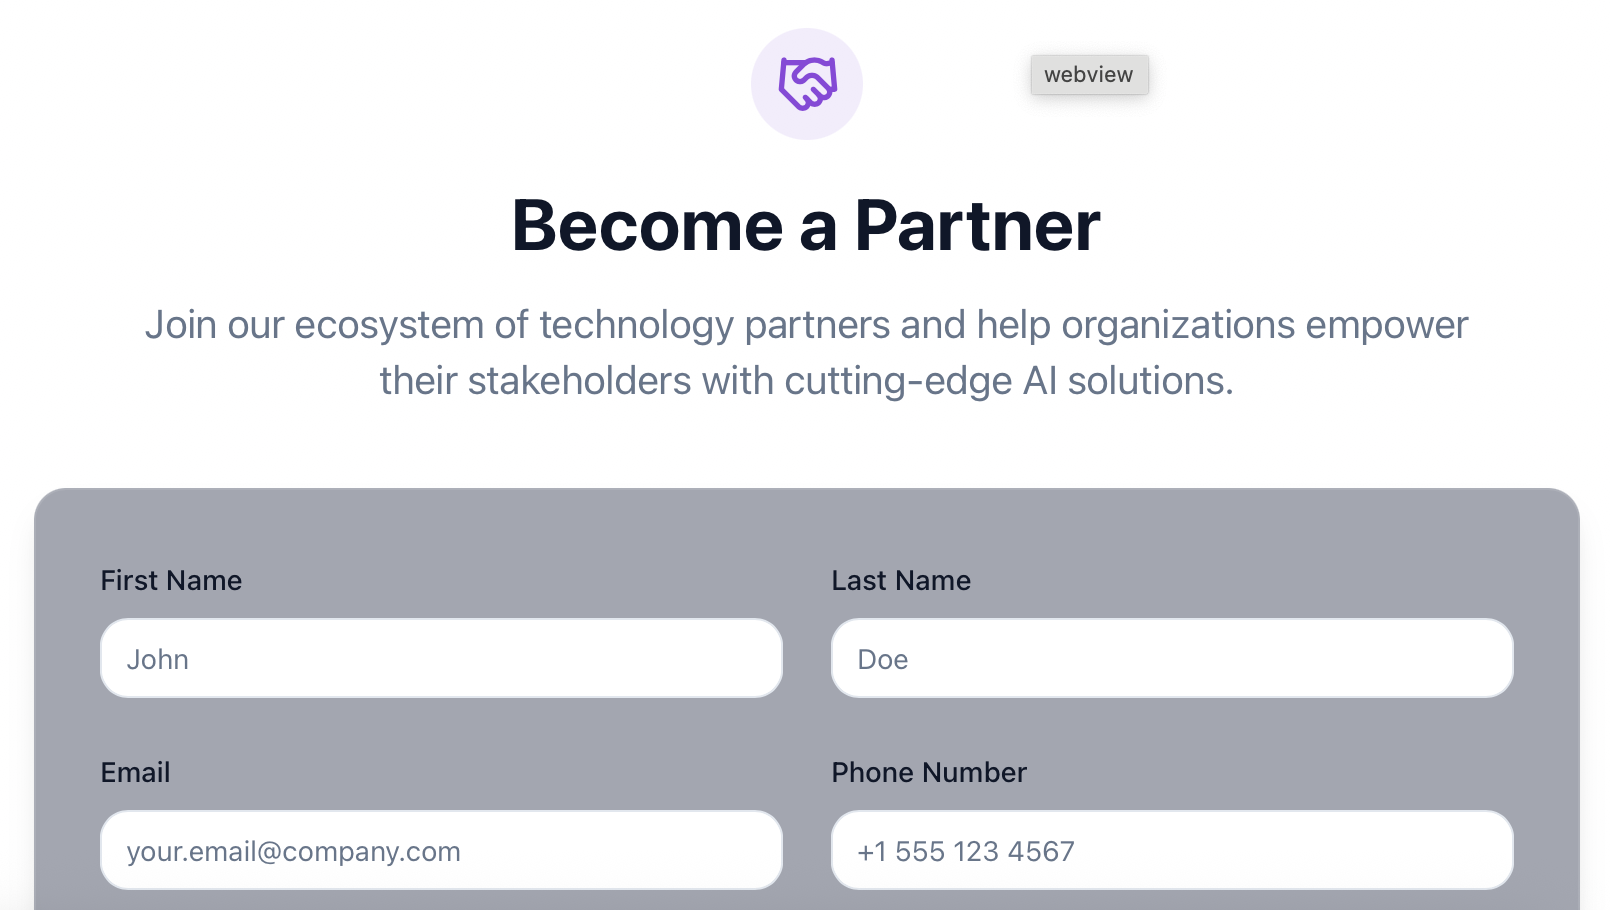 webview
Become a Partner
Join our ecosystem of technology partners and help organizations empower
their stakeholders with cutting-edge AI solutions.
First Name
Last Name
John
Doe
Email
Phone Number
your.email@company.com
+1 555 123 4567